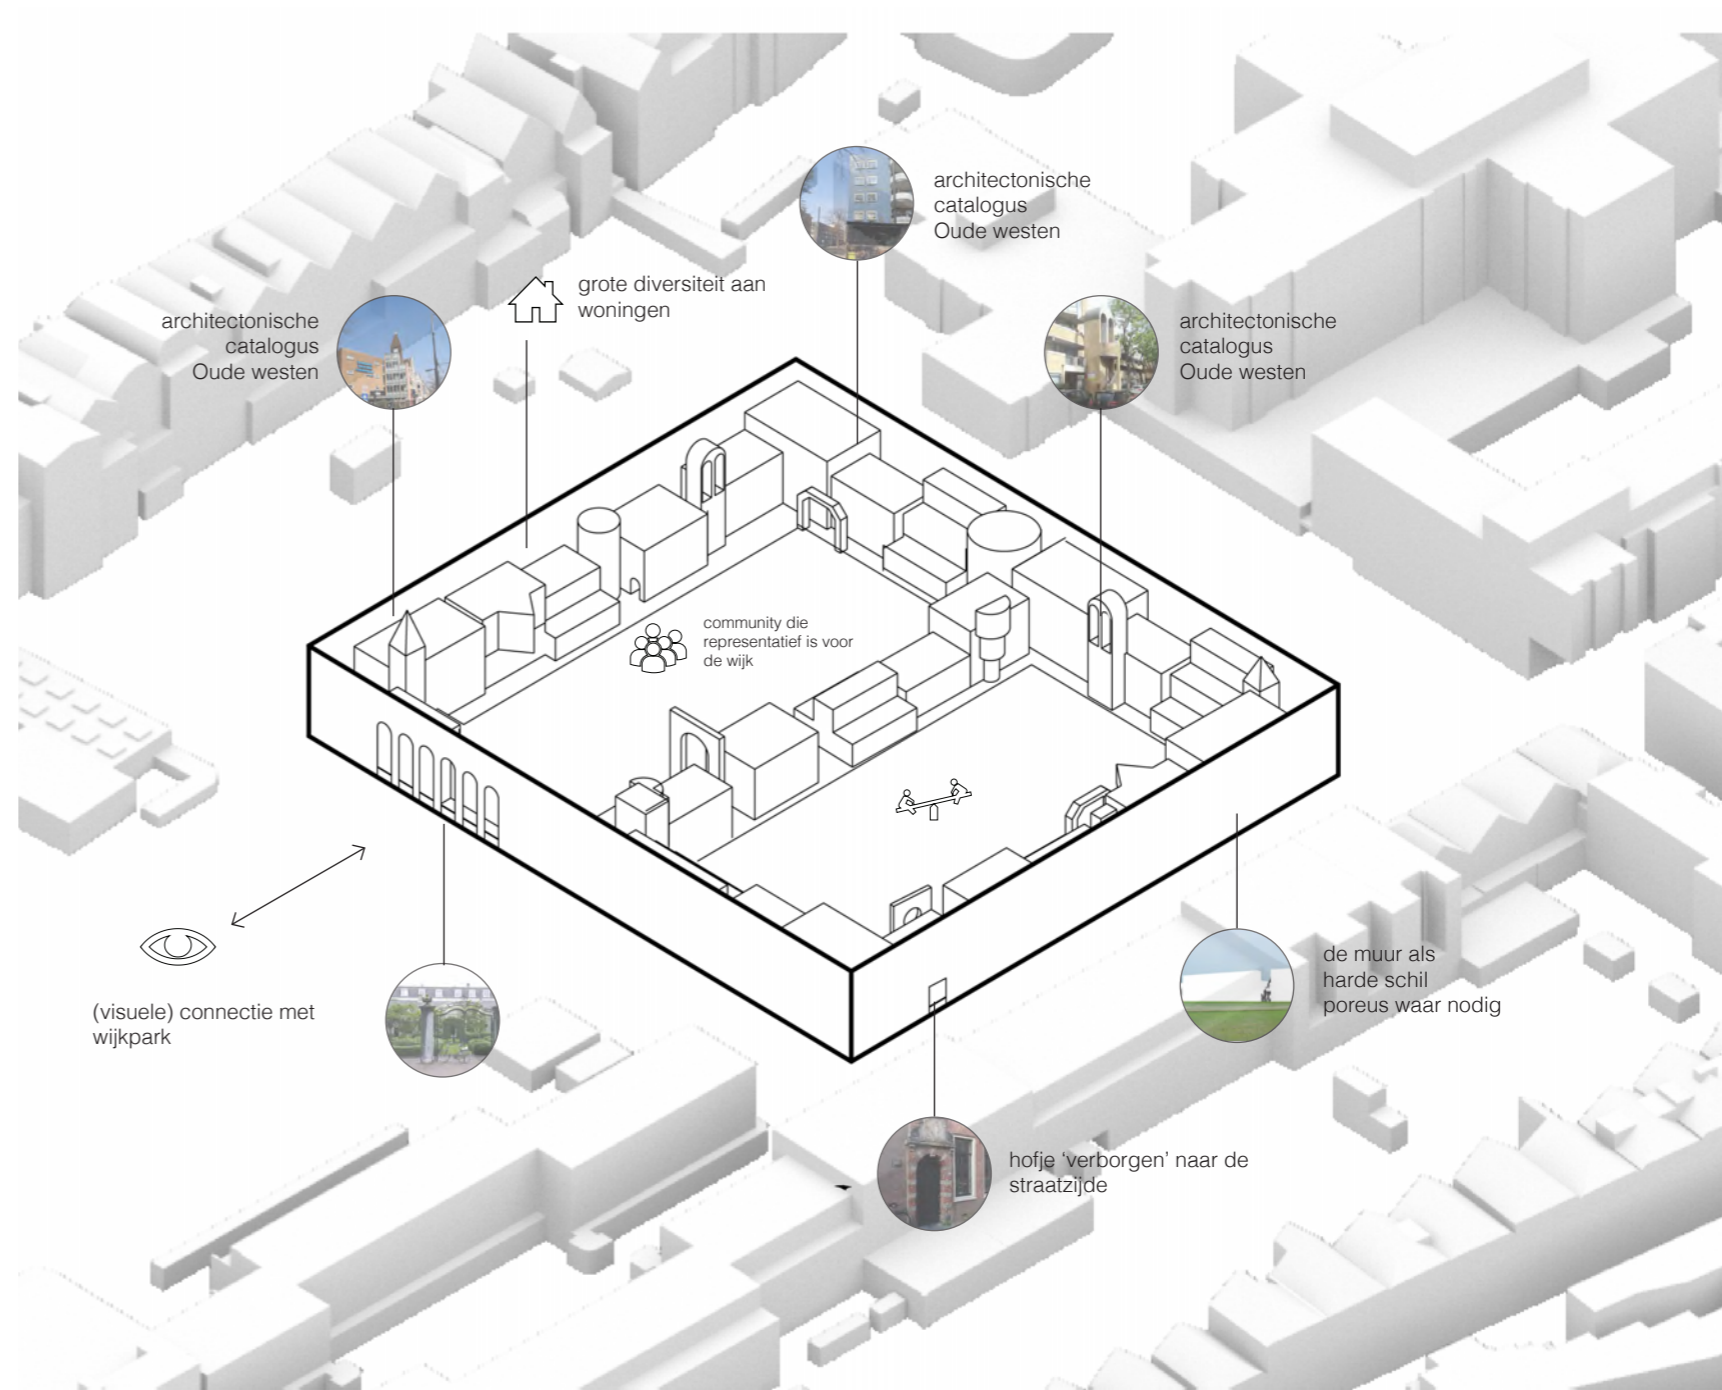 architectonische
catalogus
Oude westen
grote diversiteit aan
woningen
architectonische
catalogus
Oude westen
architectonische
catalogus
Oude westen
community die
representatief is voor
de wijk
(visuele) connectie met
wijkpark
de muur als
harde schil
poreus waar nodig
hofje ‘verborgen’ naar de
straatzijde